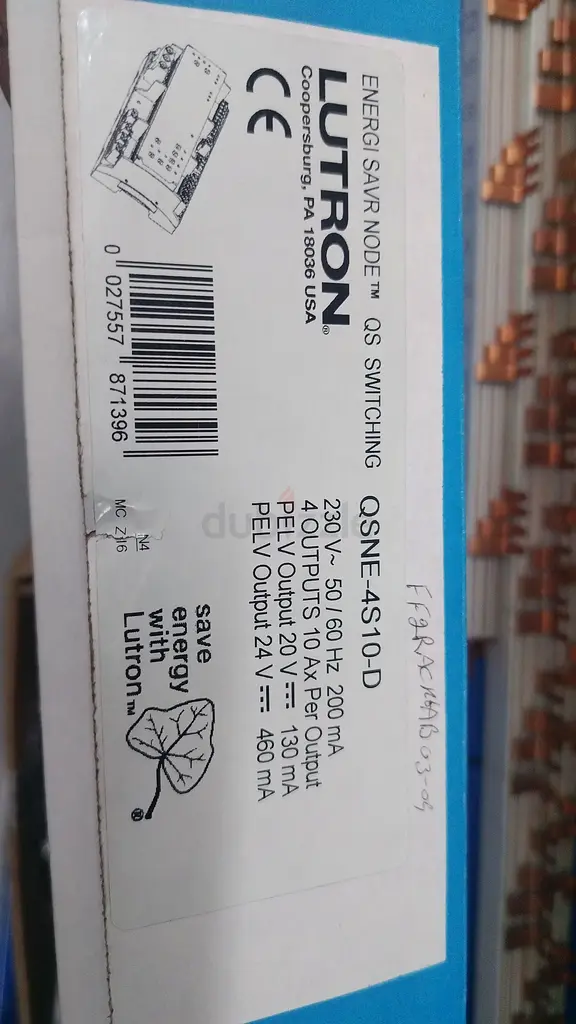 ENERGI SAVR NODE™ QS SWITCHING QSNE-4S10-D
LUTRON®
Coopersburg, PA 18036 USA
CE
230 V~ 50 / 60 Hz 200 mA
4 OUTPUTS 10 Ax Per Output
PELV Output 20 V⎓ 130 mA
PELV Output 24 V⎓ 460 mA
0 027557 871396
N4
MC
save
energy
with
Lutron™
®